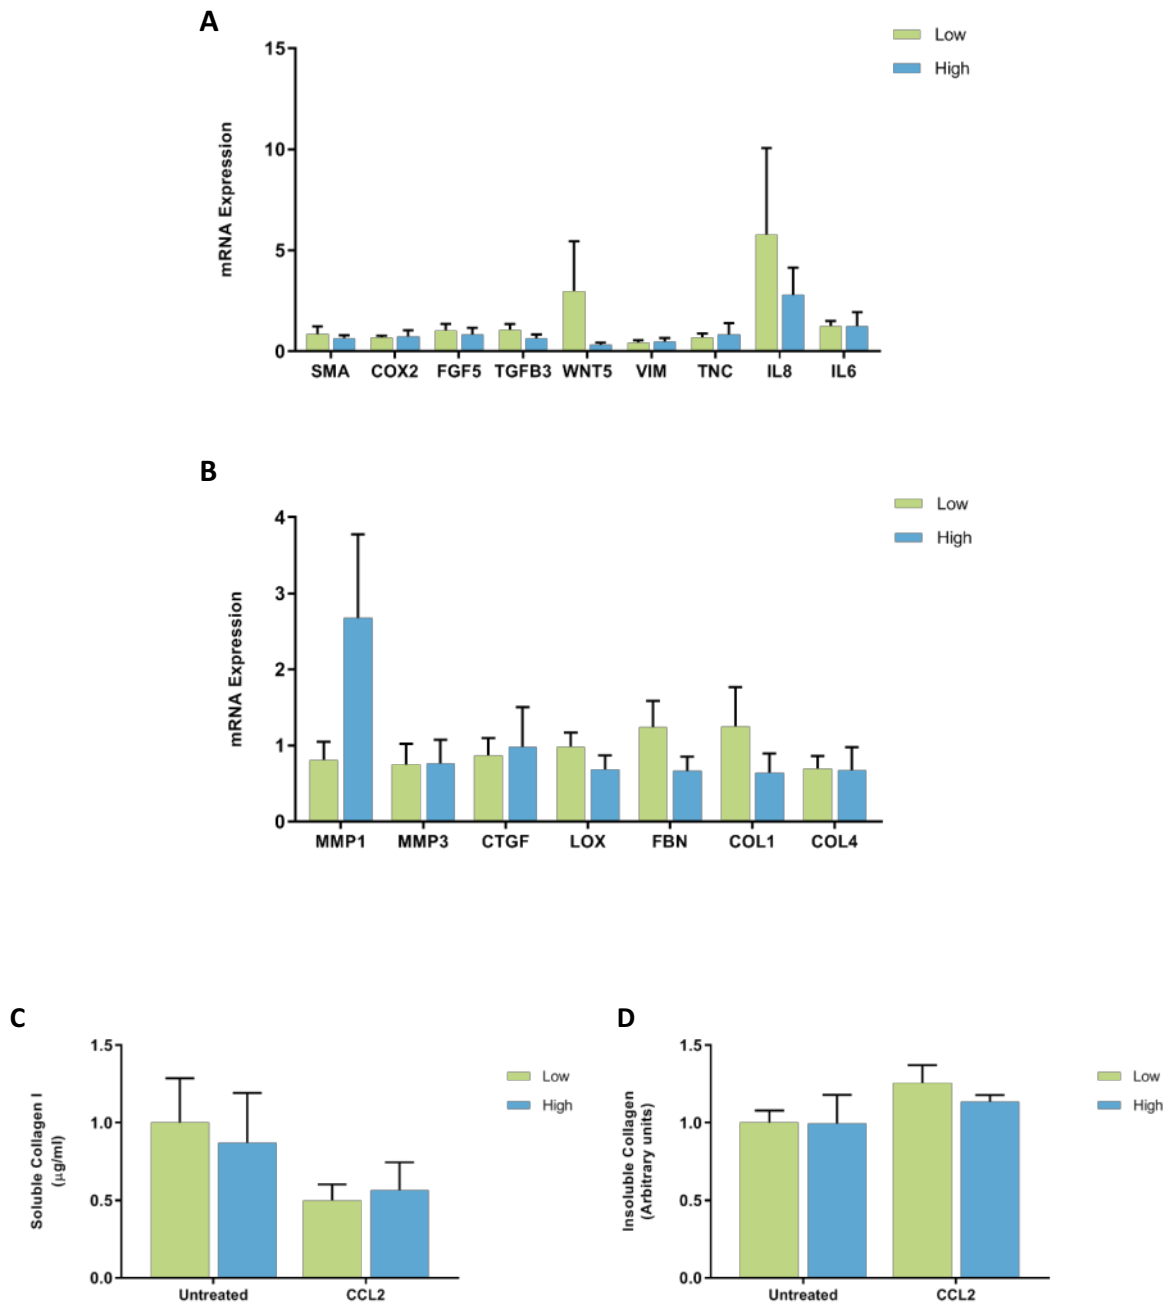 A
Low
High
15
10
5
0
mRNA Expression
SMA COX2 FGF5 TGFB3 WNT5 VIM TNC IL8 IL6
B
Low
High
4
3
2
1
0
mRNA Expression
MMP1 MMP3 CTGF LOX FBN COL1 COL4
C
1.5
1.0
0.5
0.0
Soluble Collagen I
(μg/ml)
Low
High
Untreated CCL2
D
1.5
1.0
0.5
0.0
Insoluble Collagen
(Arbitrary units)
Low
High
Untreated CCL2